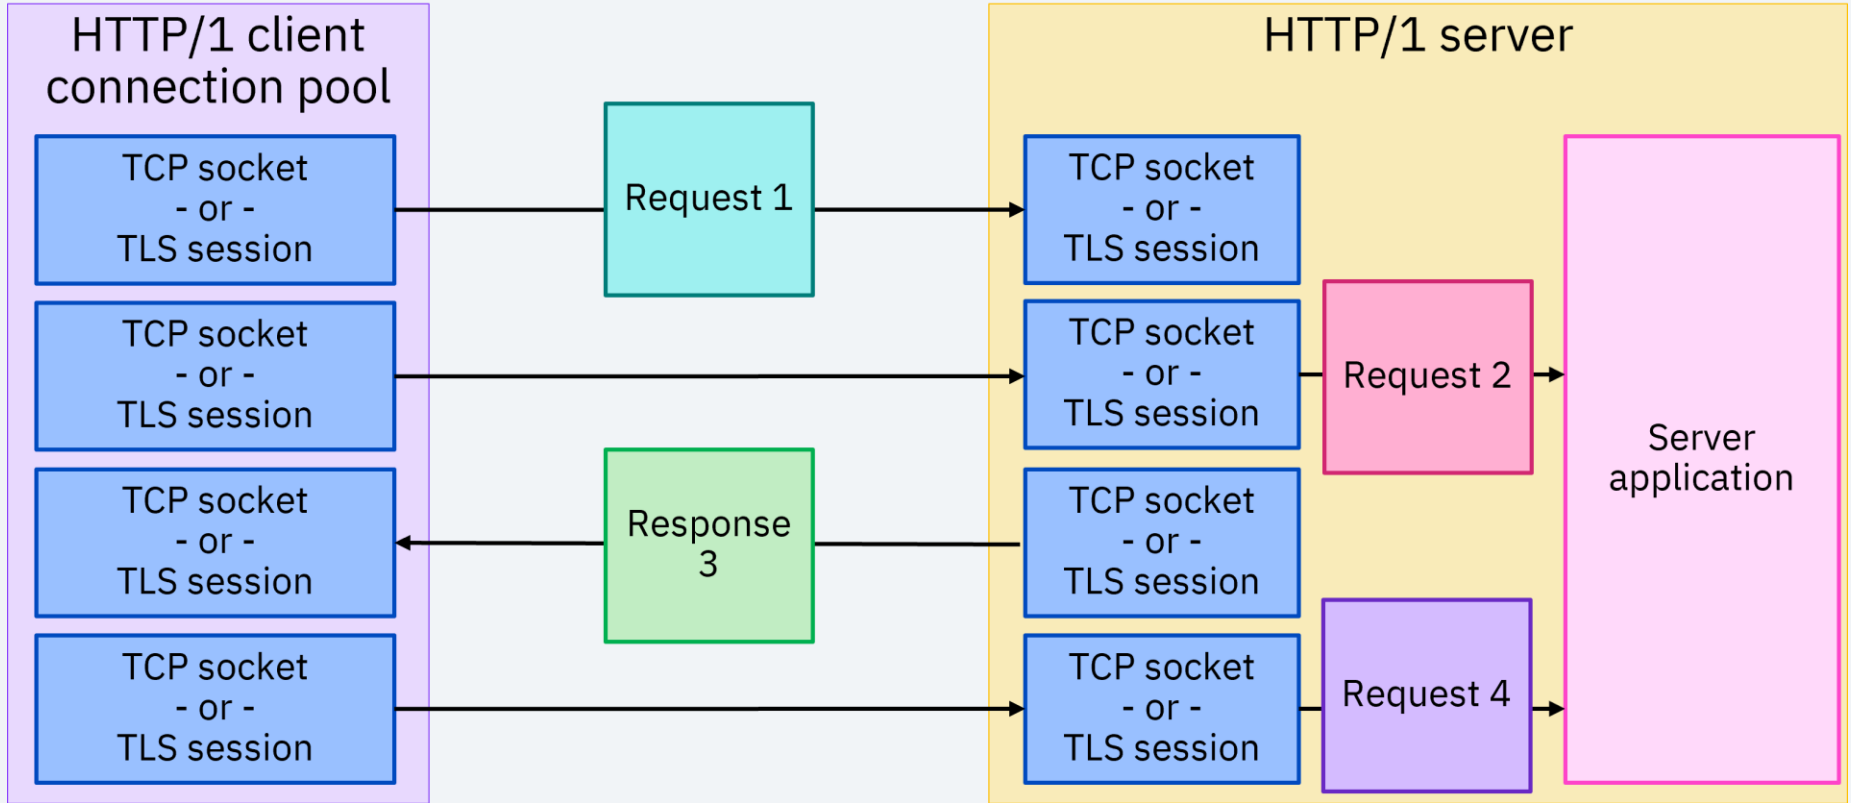 HTTP/1 client
connection pool
TCP socket
- or -
TLS session
TCP socket
- or -
TLS session
TCP socket
- or -
TLS session
TCP socket
- or -
TLS session
Request 1
Response
3
HTTP/1 server
TCP socket
- or -
TLS session
TCP socket
- or -
TLS session
TCP socket
- or -
TLS session
TCP socket
- or -
TLS session
Request 2
Request 4
Server
application